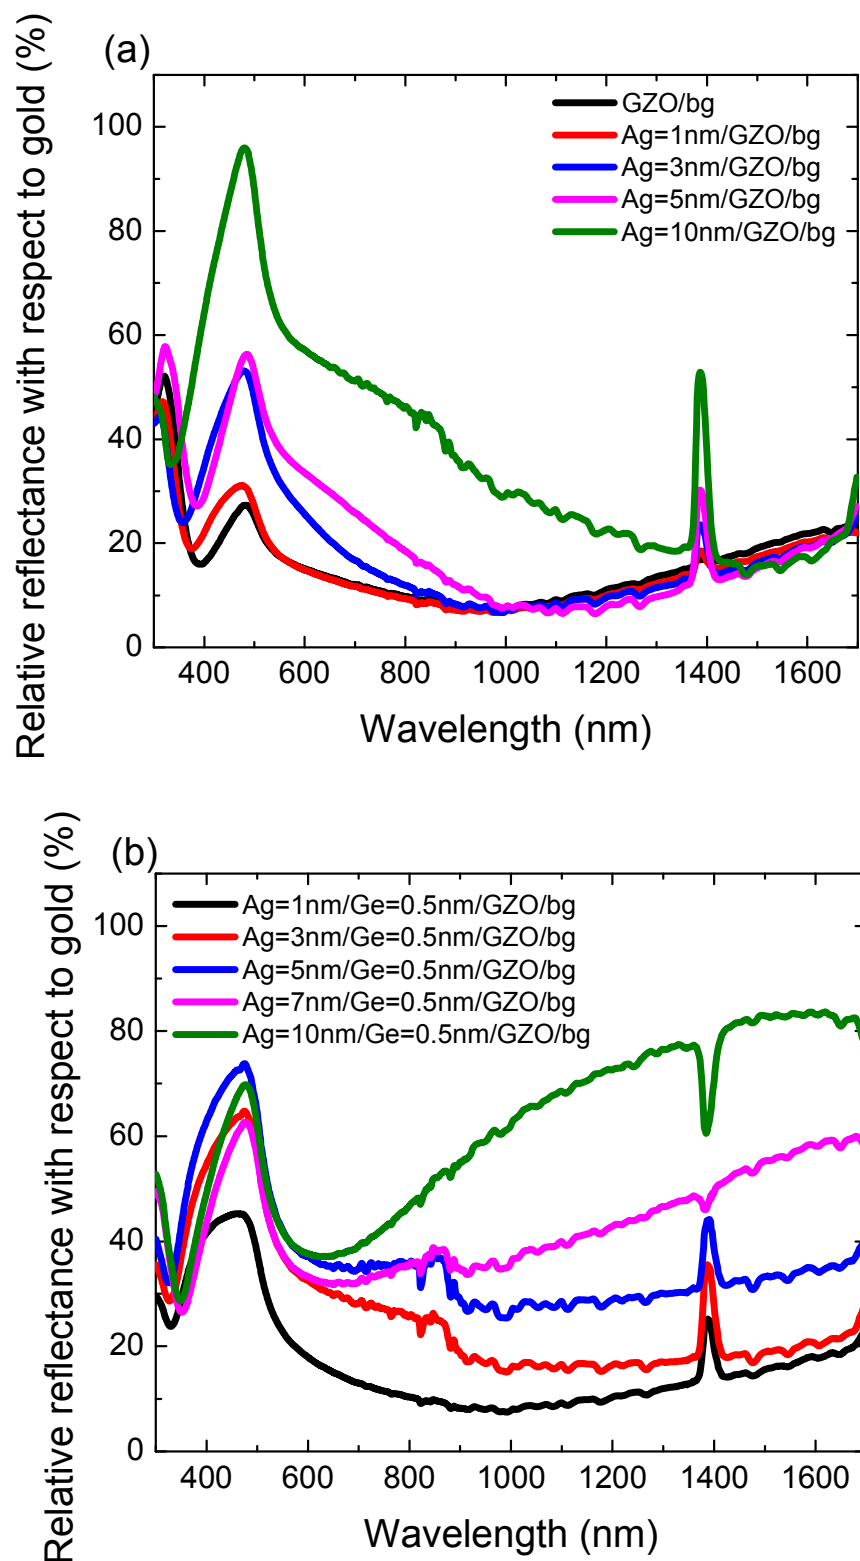 (a)
Relative reflectance with respect to gold (%)
100
80
60
40
20
0
GZO/bg
Ag=1nm/GZO/bg
Ag=3nm/GZO/bg
Ag=5nm/GZO/bg
Ag=10nm/GZO/bg
400 600 800 1000 1200 1400 1600
Wavelength (nm)
(b)
Relative reflectance with respect to gold (%)
100
80
60
40
20
0
Ag=1nm/Ge=0.5nm/GZO/bg
Ag=3nm/Ge=0.5nm/GZO/bg
Ag=5nm/Ge=0.5nm/GZO/bg
Ag=7nm/Ge=0.5nm/GZO/bg
Ag=10nm/Ge=0.5nm/GZO/bg
400 600 800 1000 1200 1400 1600
Wavelength (nm)